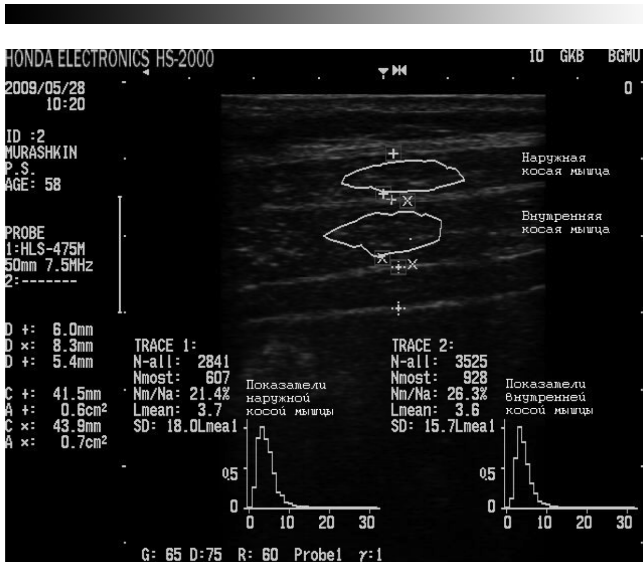 HONDA ELECTRONICS HS-2000
10 GKB BGMU
2009/05/28
10:20
0
ID :2
MURASHKIN
P.S.
AGE: 58
Наружная
косая мышца
Внутренняя
косая мышца
PROBE
1:HLS-475M
50mm 7.5MHz
2:-------
D +: 6.0mm
D ×: 8.3mm
D +: 5.4mm
C +: 41.5mm
A +: 0.6cm²
C ×: 43.9mm
A ×: 0.7cm²
TRACE 1:
N-all: 2841
Nmost: 607
Nm/Na: 21.4%
Lmean: 3.7
SD: 18.0Lmea1
Показатели
наружной
косой мышцы
0.5
0
0 10 20 30
TRACE 2:
N-all: 3525
Nmost: 928
Nm/Na: 26.3%
Lmean: 3.6
SD: 15.7Lmea1
Показатели
внутренней
косой мышцы
0.5
0
0 10 20 30
G: 65 D:75 R: 60 Probe1 γ:1